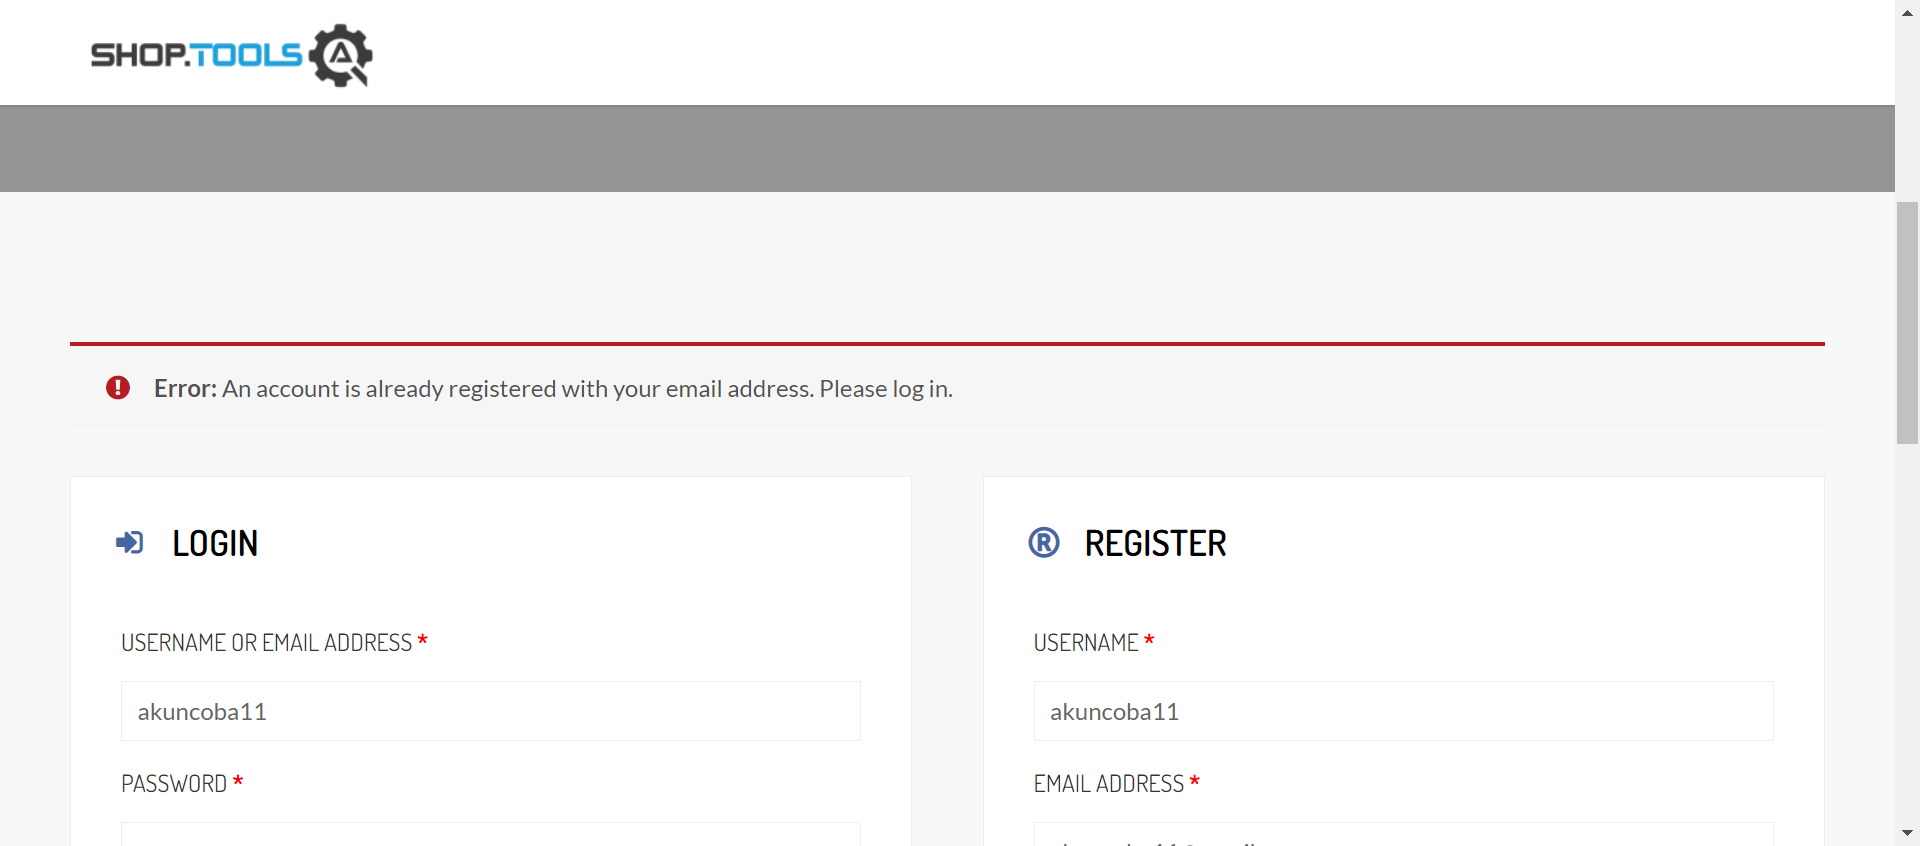 SHOP.TOOLS
Error: An account is already registered with your email address. Please log in.
LOGIN
USERNAME OR EMAIL ADDRESS *
akuncoba11
PASSWORD *
® REGISTER
USERNAME *
akuncoba11
EMAIL ADDRESS *